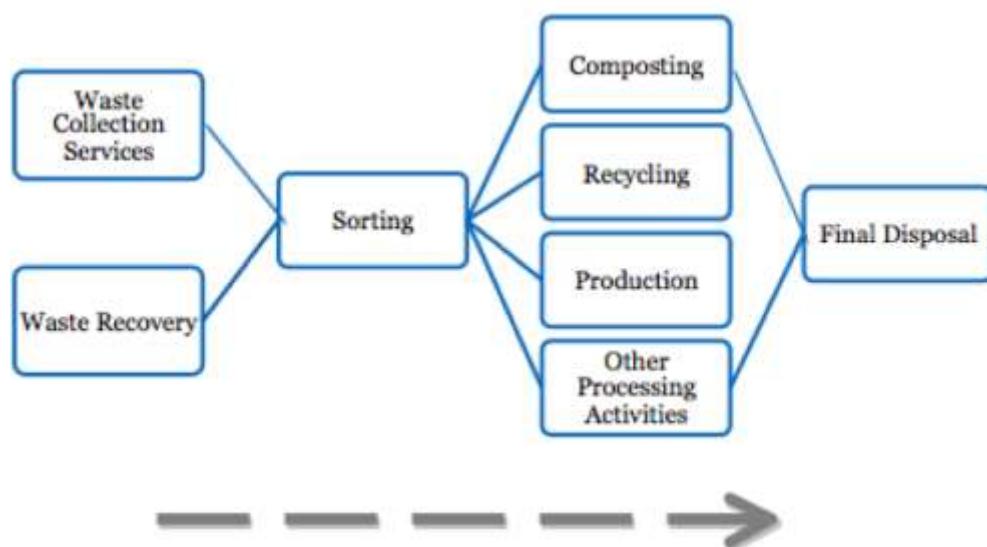 Waste
Collection
Services
Waste Recovery
Sorting
Composting
Recycling
Production
Other
Processing
Activities
Final Disposal